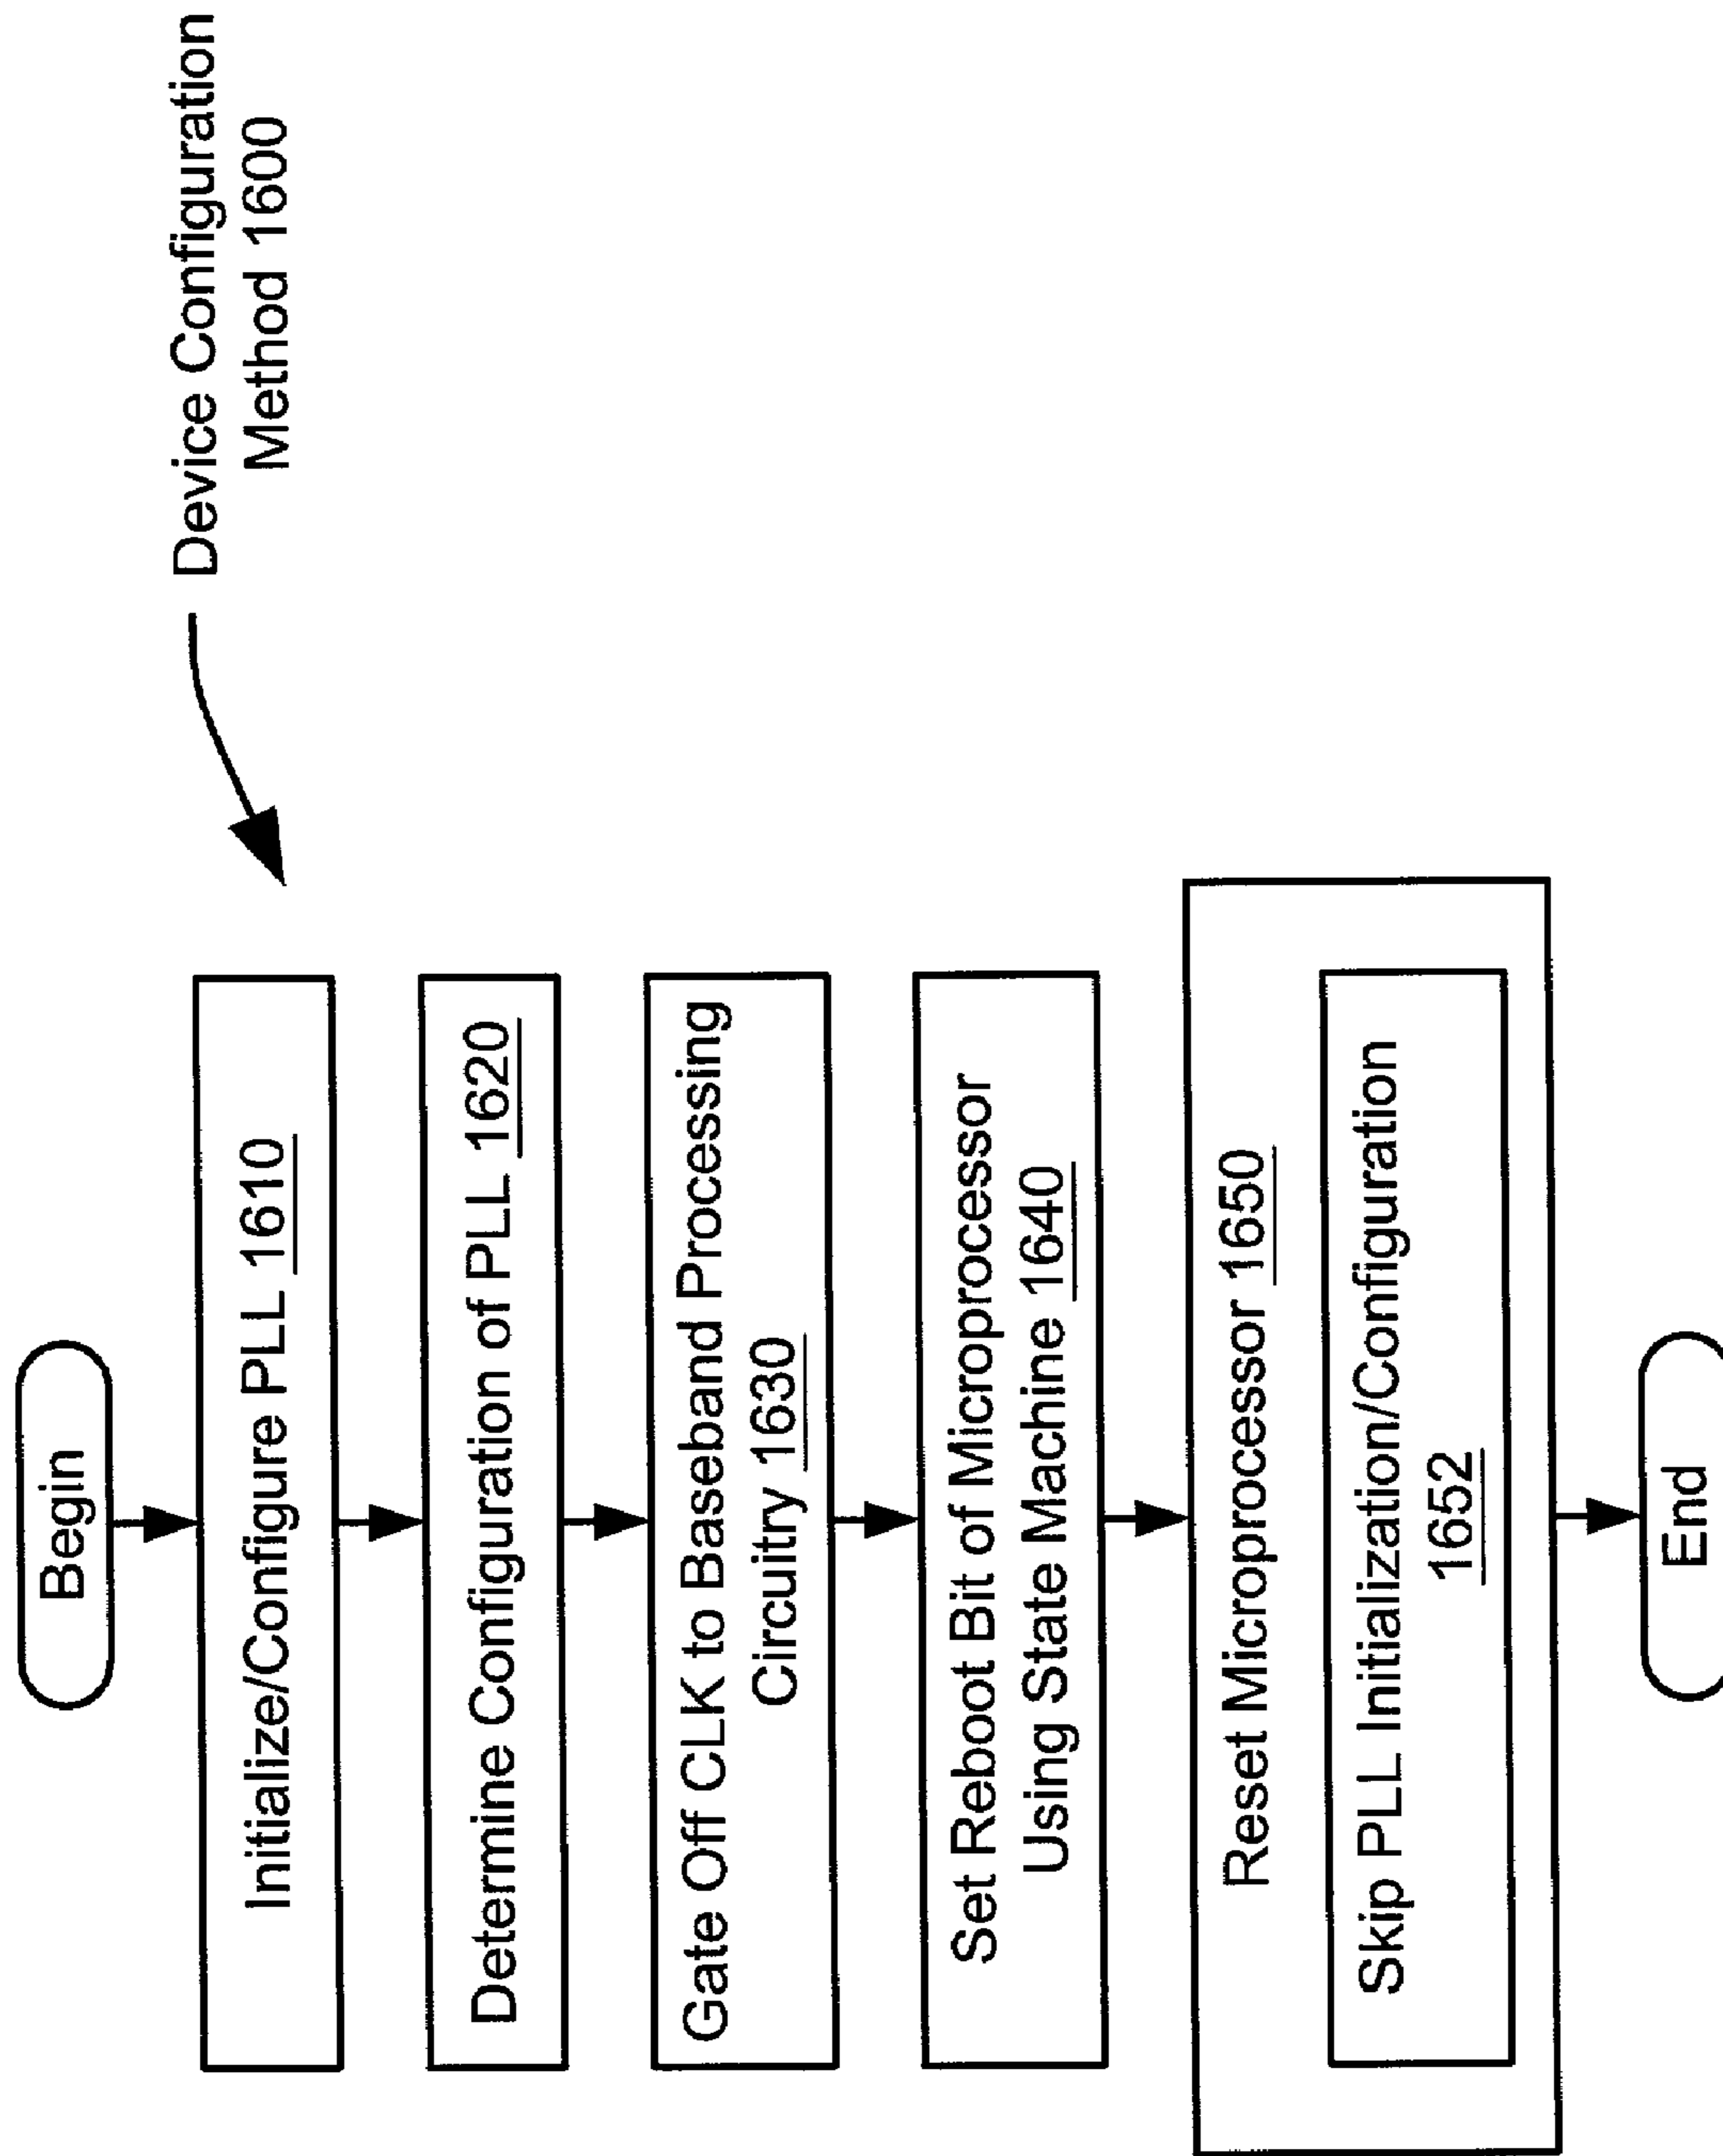 Device Configuration
Method 1600
Begin
Initialize/Configure PLL 1610
Determine Configuration of PLL 1620
Gate Off CLK to Baseband Processing
Circuitry 1630
Set Reboot Bit of Microprocessor
Using State Machine 1640
Reset Microprocessor 1650
Skip PLL Initialization/Configuration
1652
End